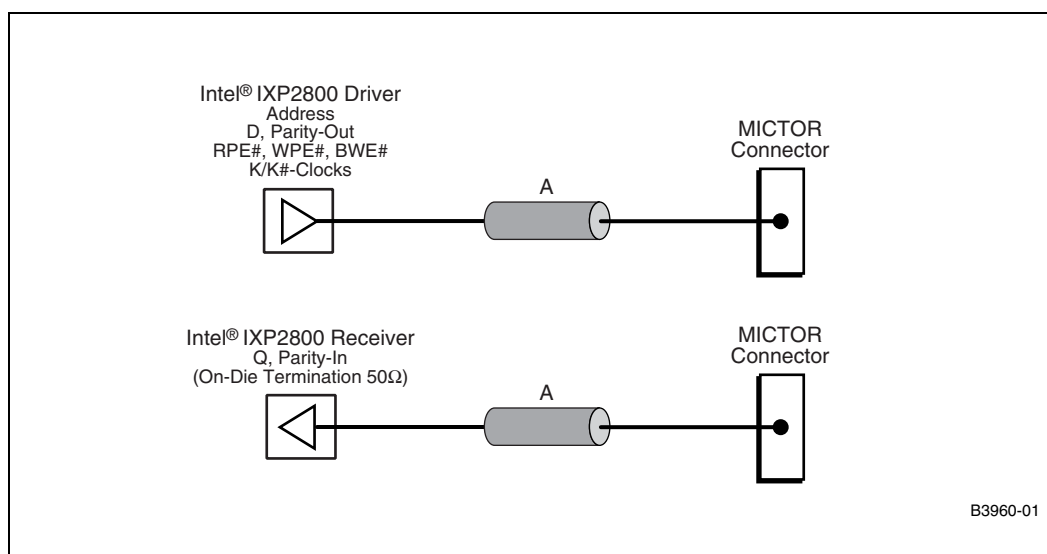 Intel® IXP2800 Driver
Address
D, Parity-Out
RPE#, WPE#, BWE#
K/K#-Clocks
A
MICTOR
Connector
Intel® IXP2800 Receiver
Q, Parity-In
(On-Die Termination 50Ω)
A
MICTOR
Connector
B3960-01